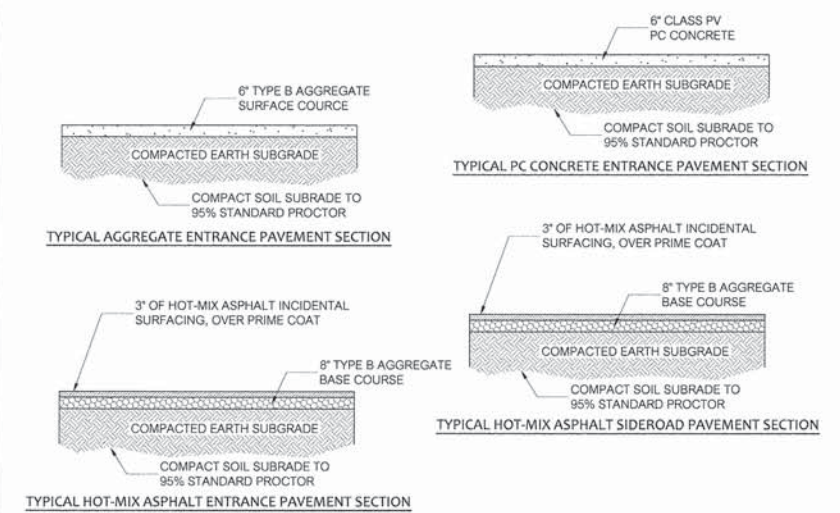 6" TYPE B AGGREGATE
SURFACE COURCE
COMPACTED EARTH SUBGRADE
COMPACT SOIL SUBRADE TO
95% STANDARD PROCTOR
TYPICAL AGGREGATE ENTRANCE PAVEMENT SECTION
6" CLASS PV
PC CONCRETE
COMPACTED EARTH SUBGRADE
COMPACT SOIL SUBRADE TO
95% STANDARD PROCTOR
TYPICAL PC CONCRETE ENTRANCE PAVEMENT SECTION
3" OF HOT-MIX ASPHALT INCIDENTAL
SURFACING, OVER PRIME COAT
8" TYPE B AGGREGATE
BASE COURSE
COMPACTED EARTH SUBGRADE
COMPACT SOIL SUBRADE TO
95% STANDARD PROCTOR
TYPICAL HOT-MIX ASPHALT ENTRANCE PAVEMENT SECTION
3" OF HOT-MIX ASPHALT INCIDENTAL
SURFACING, OVER PRIME COAT
8" TYPE B AGGREGATE
BASE COURSE
COMPACTED EARTH SUBGRADE
COMPACT SOIL SUBRADE TO
95% STANDARD PROCTOR
TYPICAL HOT-MIX ASPHALT SIDEROAD PAVEMENT SECTION